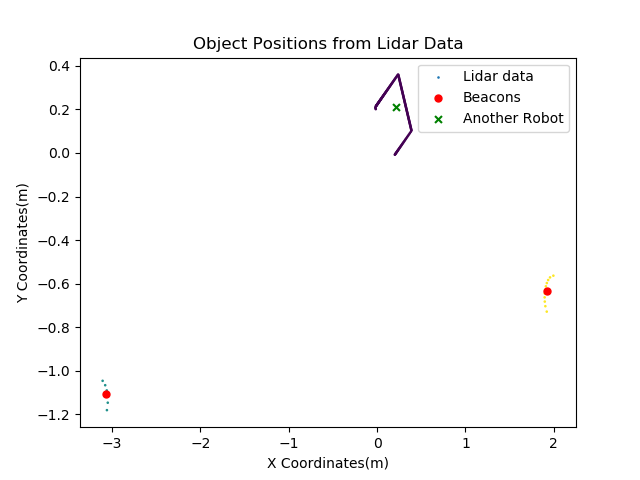 Object Positions from Lidar Data
Lidar data
Beacons
Another Robot
0.4
0.2
0.0
−0.2
−0.4
−0.6
−0.8
−1.0
−1.2
Y Coordinates(m)
−3
−2
−1
0
1
2
X Coordinates(m)